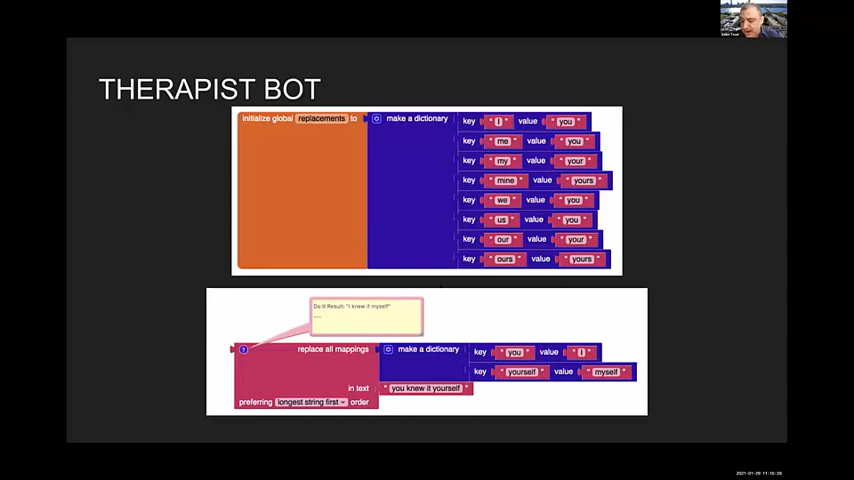 THERAPIST BOT
initialize global replacements to make a dictionary key " I " value " you "
key " me " value " you "
key " my " value " your "
key " mine " value " yours "
key " we " value " you "
key " us " value " you "
key " our " value " your "
key " ours " value " yours "
Do It Result: "I knew it myself"
---
? replace all mappings make a dictionary key " you " value " I "
key " yourself " value " myself "
in text " you knew it yourself "
preferring longest string first order
2021-01-29